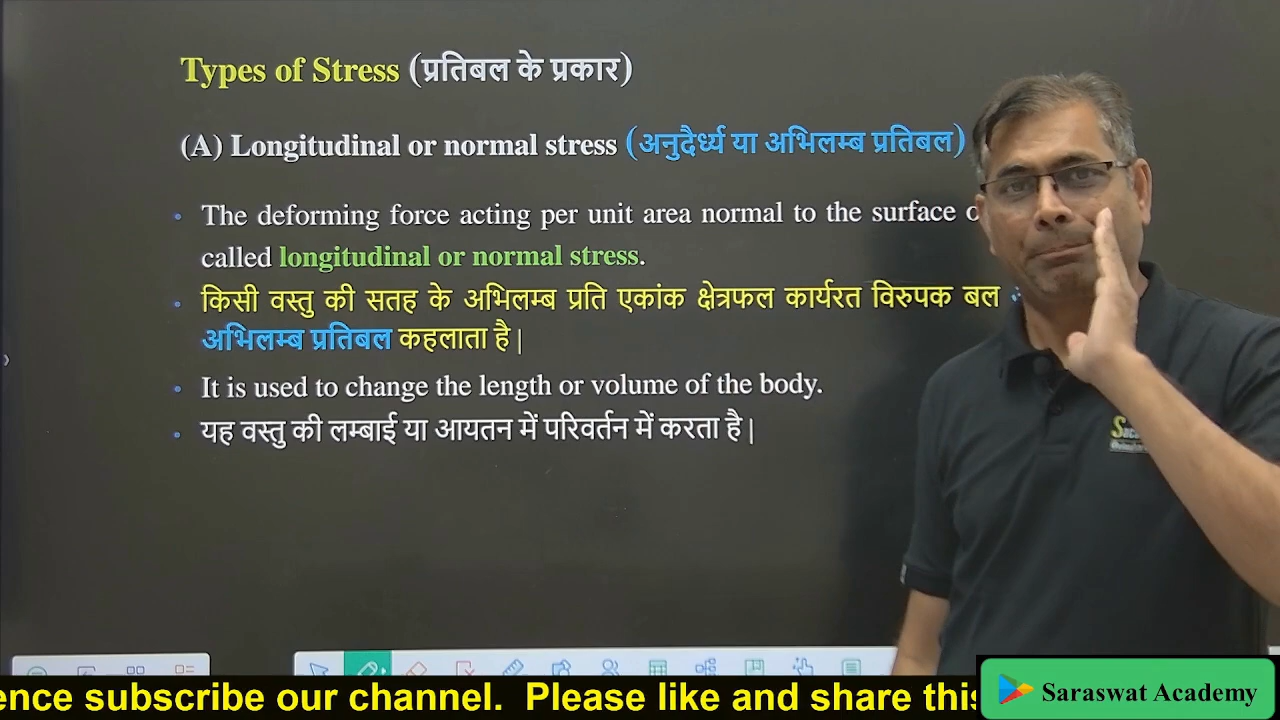 Types of Stress (प्रतिबल के प्रकार)
(A) Longitudinal or normal stress (अनुदैर्ध्य या अभिलम्ब प्रतिबल)
• The deforming force acting per unit area normal to the surface
called longitudinal or normal stress.
• किसी वस्तु की सतह के अभिलम्ब प्रति एकांक क्षेत्रफल कार्यरत विरुपक बल
अभिलम्ब प्रतिबल कहलाता है |
• It is used to change the length or volume of the body.
• यह वस्तु की लम्बाई या आयतन में परिवर्तन में करता है |
ence subscribe our channel. Please like and share this
Saraswat Academy